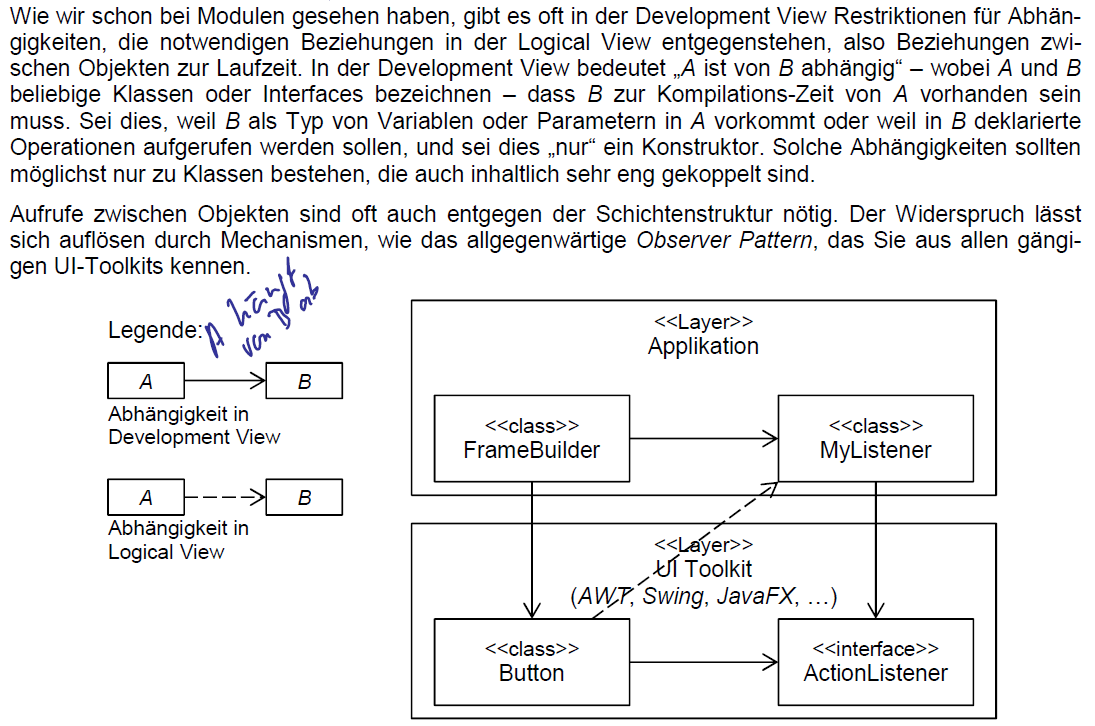 Wie wir schon bei Modulen gesehen haben, gibt es oft in der Development View Restriktionen für Abhän-
gigkeiten, die notwendigen Beziehungen in der Logical View entgegenstehen, also Beziehungen zwi-
schen Objekten zur Laufzeit. In der Development View bedeutet „A ist von B abhängig“ – wobei A und B
beliebige Klassen oder Interfaces bezeichnen – dass B zur Kompilations-Zeit von A vorhanden sein
muss. Sei dies, weil B als Typ von Variablen oder Parametern in A vorkommt oder weil in B deklarierte
Operationen aufgerufen werden sollen, und sei dies „nur“ ein Konstruktor. Solche Abhängigkeiten sollten
möglichst nur zu Klassen bestehen, die auch inhaltlich sehr eng gekoppelt sind.
Aufrufe zwischen Objekten sind oft auch entgegen der Schichtenstruktur nötig. Der Widerspruch lässt
sich auflösen durch Mechanismen, wie das allgegenwärtige Observer Pattern, das Sie aus allen gängi-
gen UI-Toolkits kennen.
Legende:
A hängt
von B ab
A
B
Abhängigkeit in
Development View
A
B
Abhängigkeit in
Logical View
<<Layer>>
Applikation
<<class>>
FrameBuilder
<<class>>
MyListener
<<Layer>>
UI Toolkit
(AWT, Swing, JavaFX, …)
<<class>>
Button
<<interface>>
ActionListener